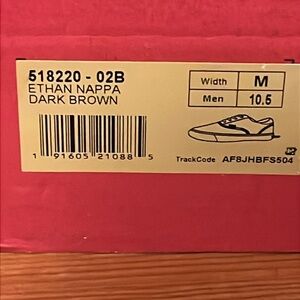 518220 - 02B
ETHAN NAPPA
DARK BROWN
Width M
Men 10.5
1 91605 21088 5
TrackCode AF8JHBFS504